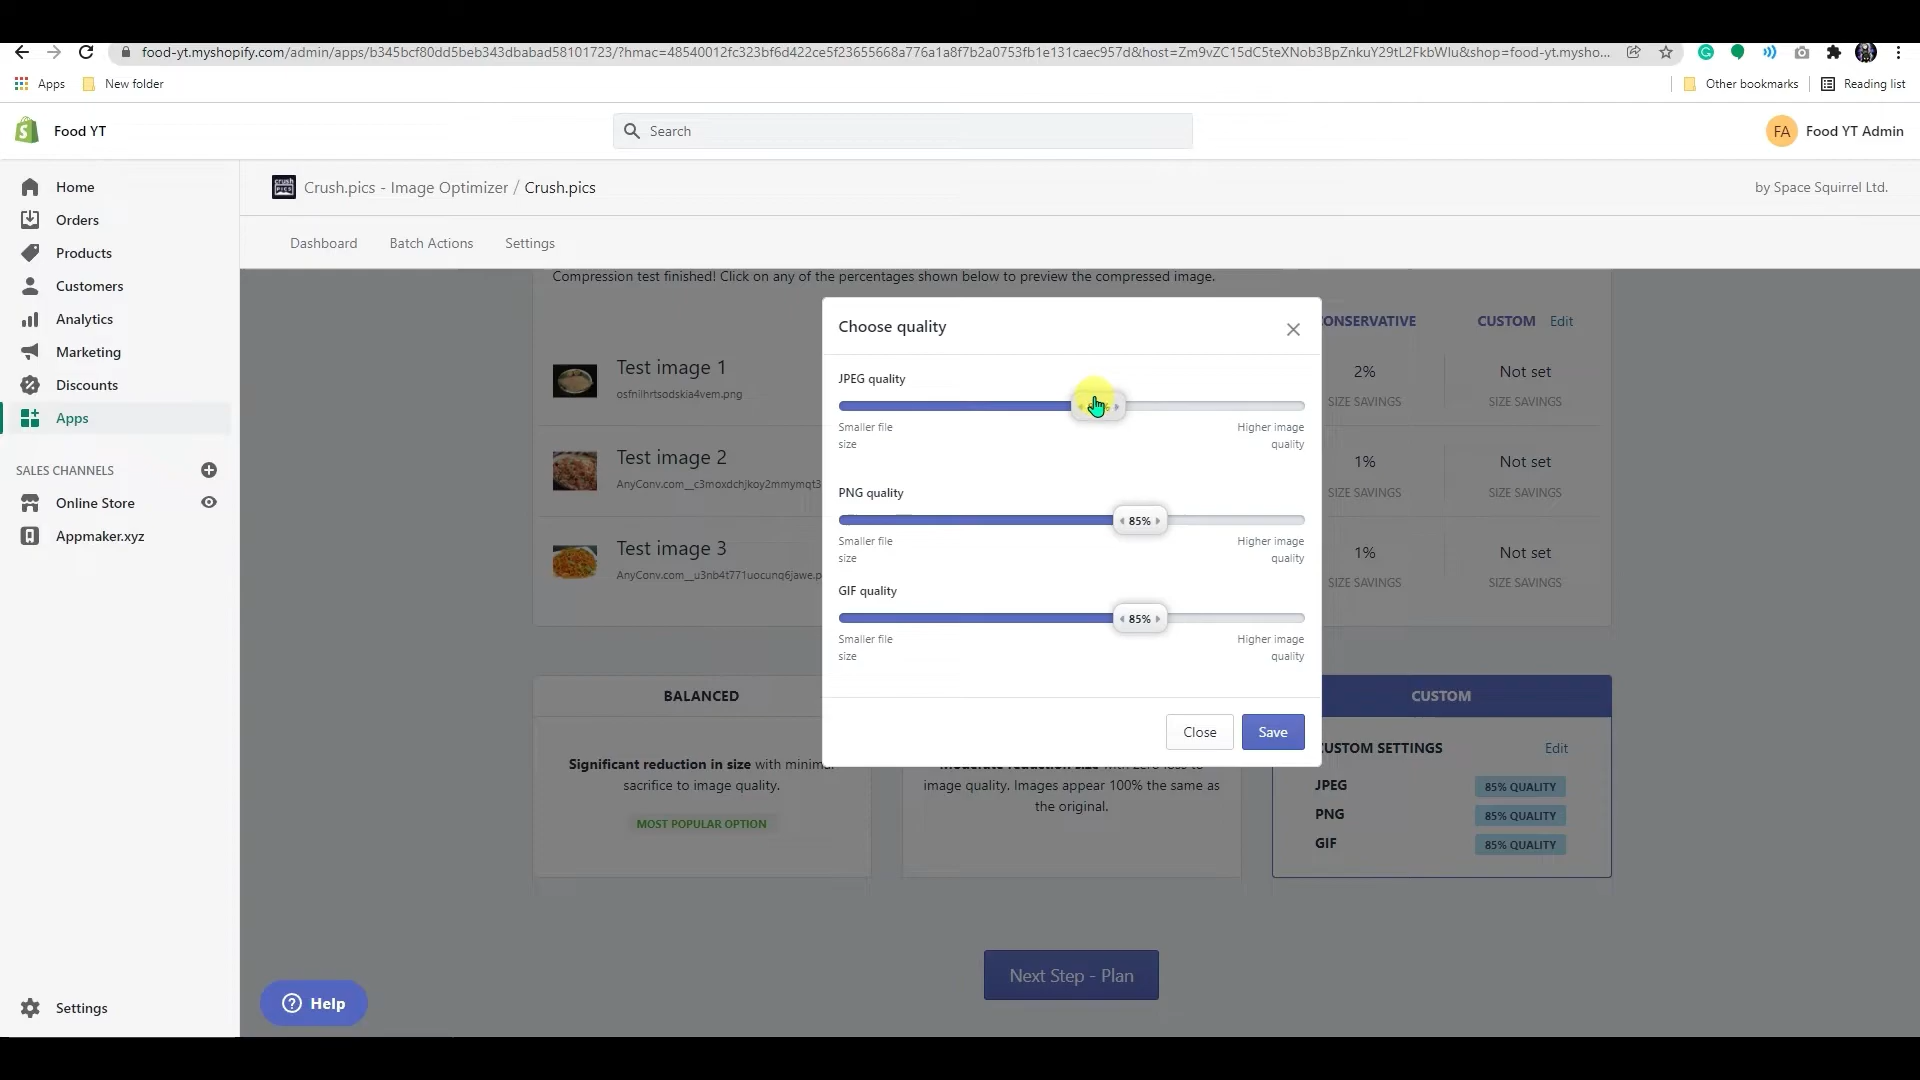 food-yt.myshopify.com/admin/apps/b345bcf80dd5beb343dbabad58101723/?hmac=48540012fc323bf6d422ce5f23655668a776a1a8f7b2a0753fb1e131caec957d&host=Zm9vZC15dC5teXNob3BpZnkuY29tL2FkbWlu&shop=food-yt.mysho...
Apps
New folder
Other bookmarks
Reading list
Food YT
Search
FA
Food YT Admin
Home
Orders
Products
Customers
Analytics
Marketing
Discounts
Apps
SALES CHANNELS
Online Store
Appmaker.xyz
Settings
Crush.pics - Image Optimizer / Crush.pics
by Space Squirrel Ltd.
Dashboard
Batch Actions
Settings
Compression test finished! Click on any of the percentages shown below to preview the compressed image.
ONSERVATIVE
CUSTOM
Edit
Test image 1
osfnilhrtsodskia4vem.png
2%
SIZE SAVINGS
Not set
SIZE SAVINGS
Test image 2
AnyConv.com__c3moxdchjkoy2mmymqt3
1%
SIZE SAVINGS
Not set
SIZE SAVINGS
Test image 3
AnyConv.com__u3nb4t771uocunq6jawe.p
1%
SIZE SAVINGS
Not set
SIZE SAVINGS
Choose quality
JPEG quality
Smaller file
size
Higher image
quality
PNG quality
85%
Smaller file
size
Higher image
quality
GIF quality
85%
Smaller file
size
Higher image
quality
Close
Save
BALANCED
Significant reduction in size with minimal
sacrifice to image quality.
MOST POPULAR OPTION
image quality. Images appear 100% the same as
the original.
CUSTOM
CUSTOM SETTINGS
Edit
JPEG
85% QUALITY
PNG
85% QUALITY
GIF
85% QUALITY
Next Step - Plan
Help